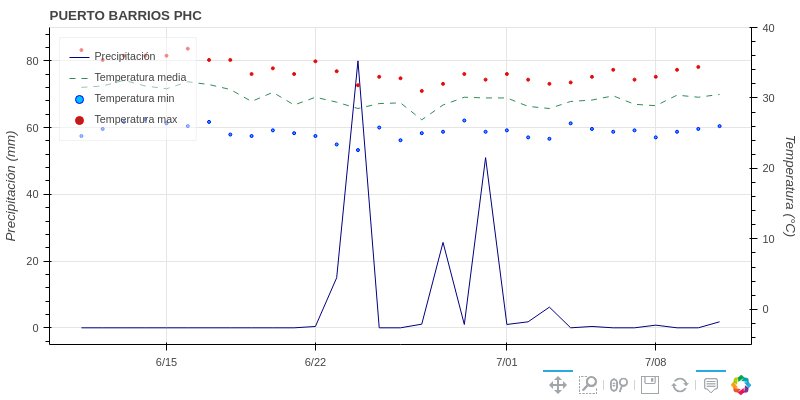 PUERTO BARRIOS PHC
Precipitación
Temperatura media
Temperatura min
Temperatura max
Precipitación (mm)
80
60
40
20
0
Temperatura (°C)
40
30
20
10
0
6/15
6/22
7/01
7/08